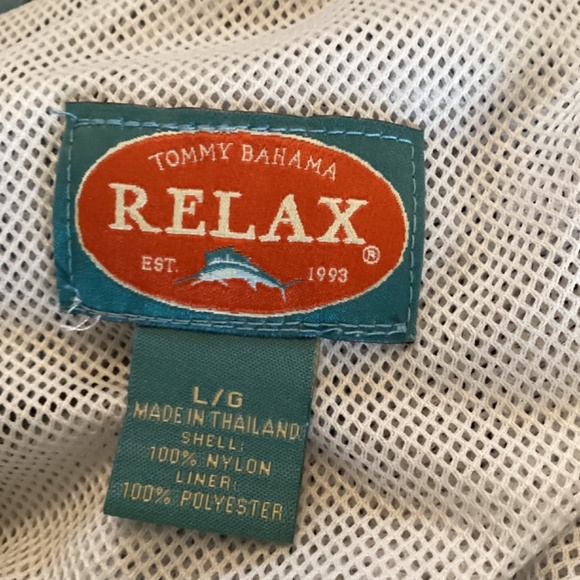 TOMMY BAHAMA
RELAX®
EST. 1993
L/G
MADE IN THAILAND
SHELL:
100% NYLON
LINER:
100% POLYESTER